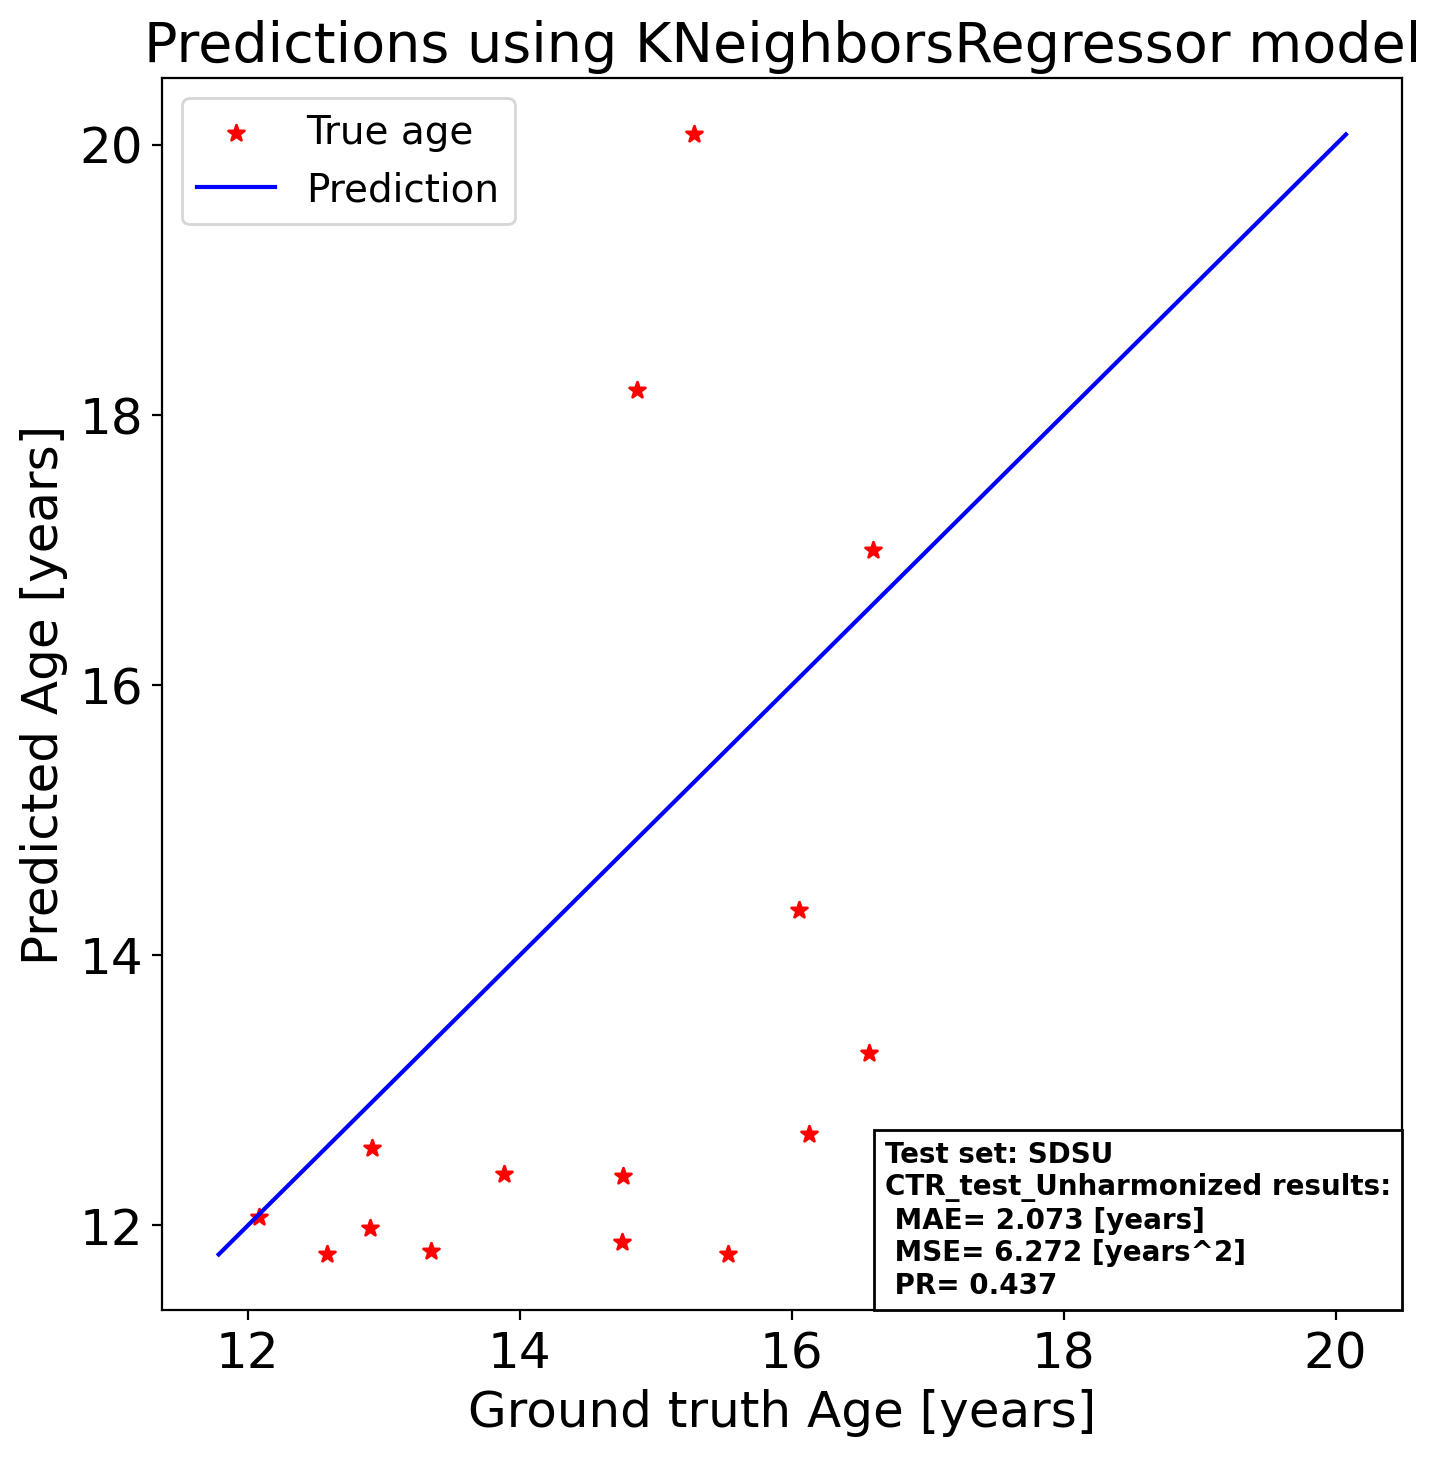 Predictions using KNeighborsRegressor model
True age
Prediction
20
18
16
14
12
Predicted Age [years]
Test set: SDSU
CTR_test_Unharmonized results:
MAE= 2.073 [years]
MSE= 6.272 [years^2]
PR= 0.437
12 14 16 18 20
Ground truth Age [years]